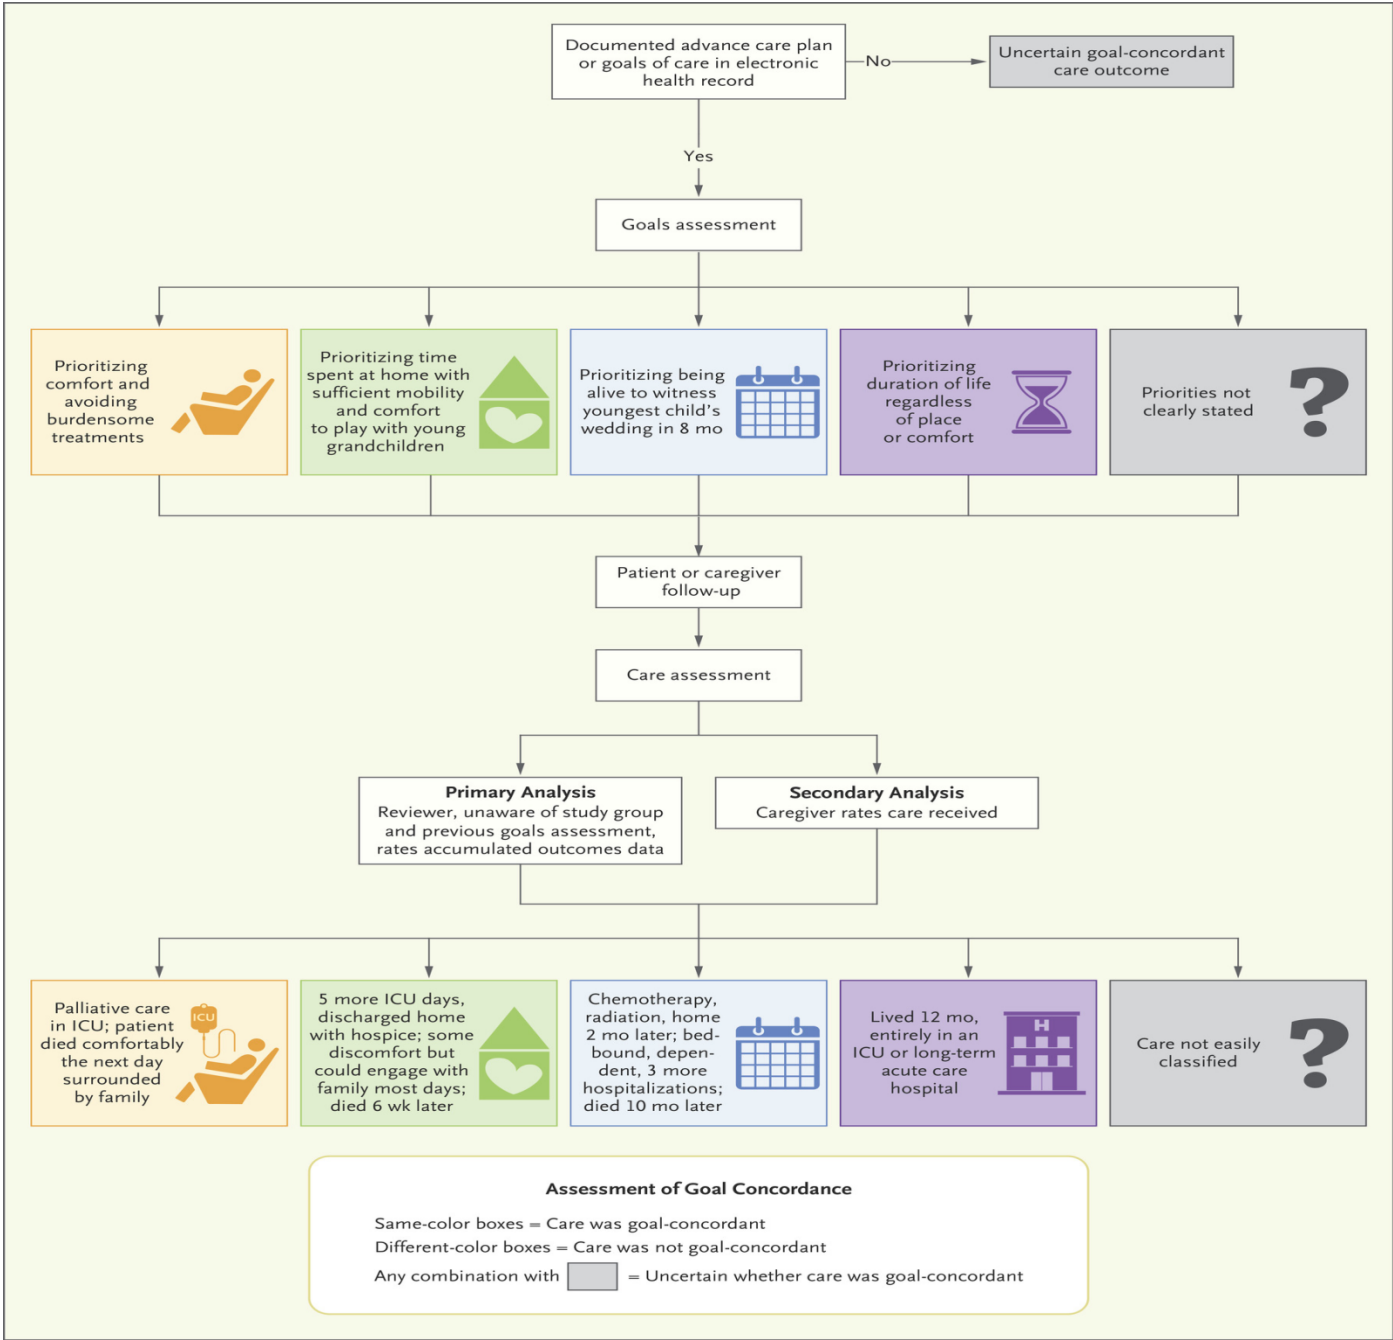 Documented advance care plan
or goals of care in electronic
health record
No
Uncertain goal-concordant
care outcome
Yes
Goals assessment
Prioritizing
comfort and
avoiding
burdensome
treatments
Prioritizing time
spent at home with
sufficient mobility
and comfort
to play with young
grandchildren
Prioritizing being
alive to witness
youngest child’s
wedding in 8 mo
Prioritizing
duration of life
regardless
of place
or comfort
Priorities not
clearly stated
?
Patient or caregiver
follow-up
Care assessment
Primary Analysis
Reviewer, unaware of study group
and previous goals assessment,
rates accumulated outcomes data
Secondary Analysis
Caregiver rates care received
Palliative care
in ICU; patient
died comfortably
the next day
surrounded
by family
ICU
5 more ICU days,
discharged home
with hospice; some
discomfort but
could engage with
family most days;
died 6 wk later
Chemotherapy,
radiation, home
2 mo later; bed-
bound, depen-
dent, 3 more
hospitalizations;
died 10 mo later
Lived 12 mo,
entirely in an
ICU or long-term
acute care
hospital
H
Care not easily
classified
?
Assessment of Goal Concordance
Same-color boxes = Care was goal-concordant
Different-color boxes = Care was not goal-concordant
Any combination with = Uncertain whether care was goal-concordant